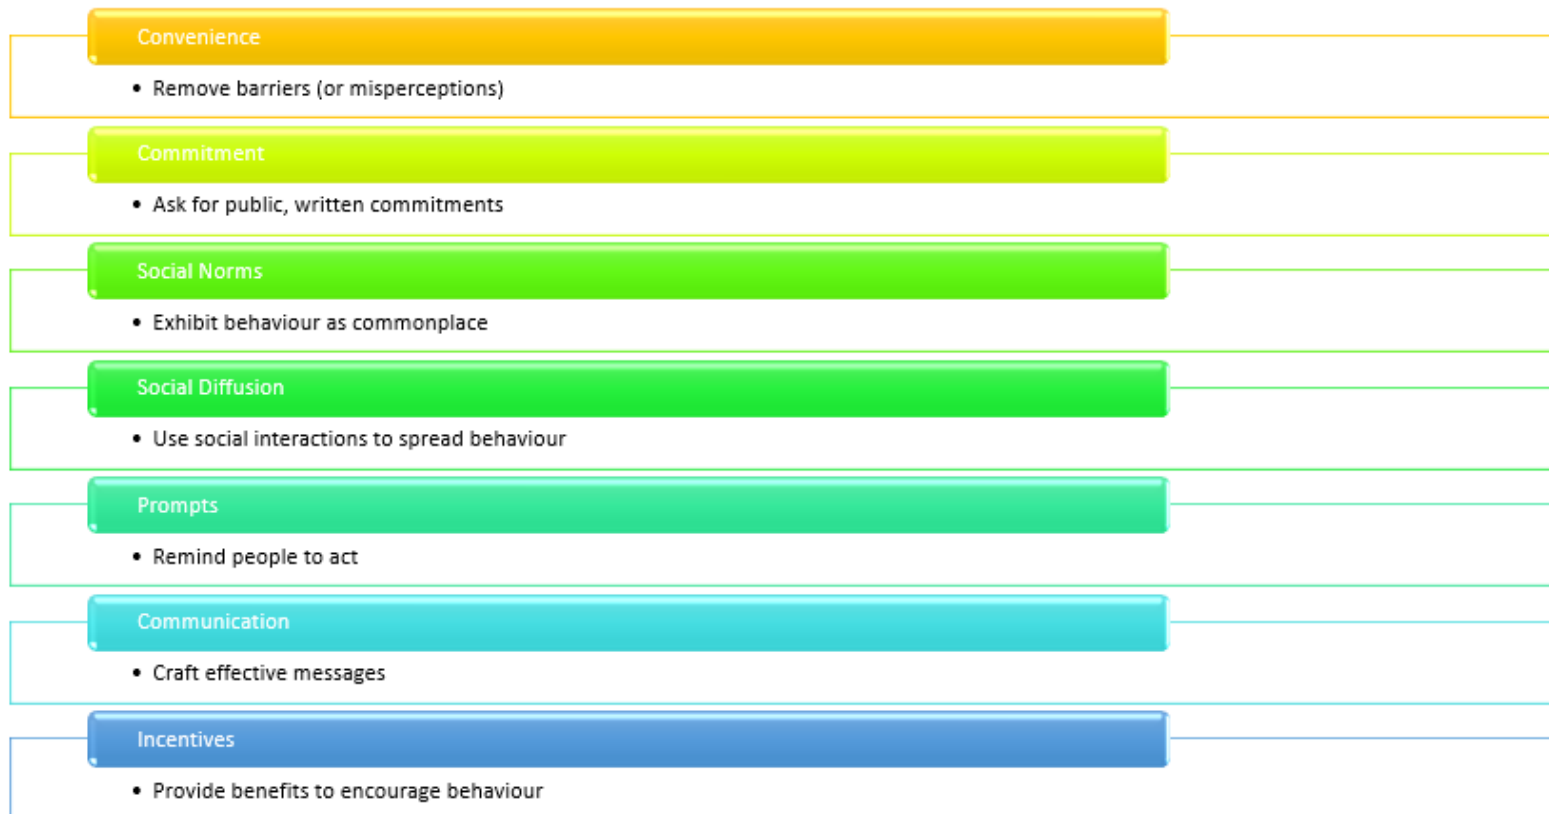 Convenience
• Remove barriers (or misperceptions)
Commitment
• Ask for public, written commitments
Social Norms
• Exhibit behaviour as commonplace
Social Diffusion
• Use social interactions to spread behaviour
Prompts
• Remind people to act
Communication
• Craft effective messages
Incentives
• Provide benefits to encourage behaviour